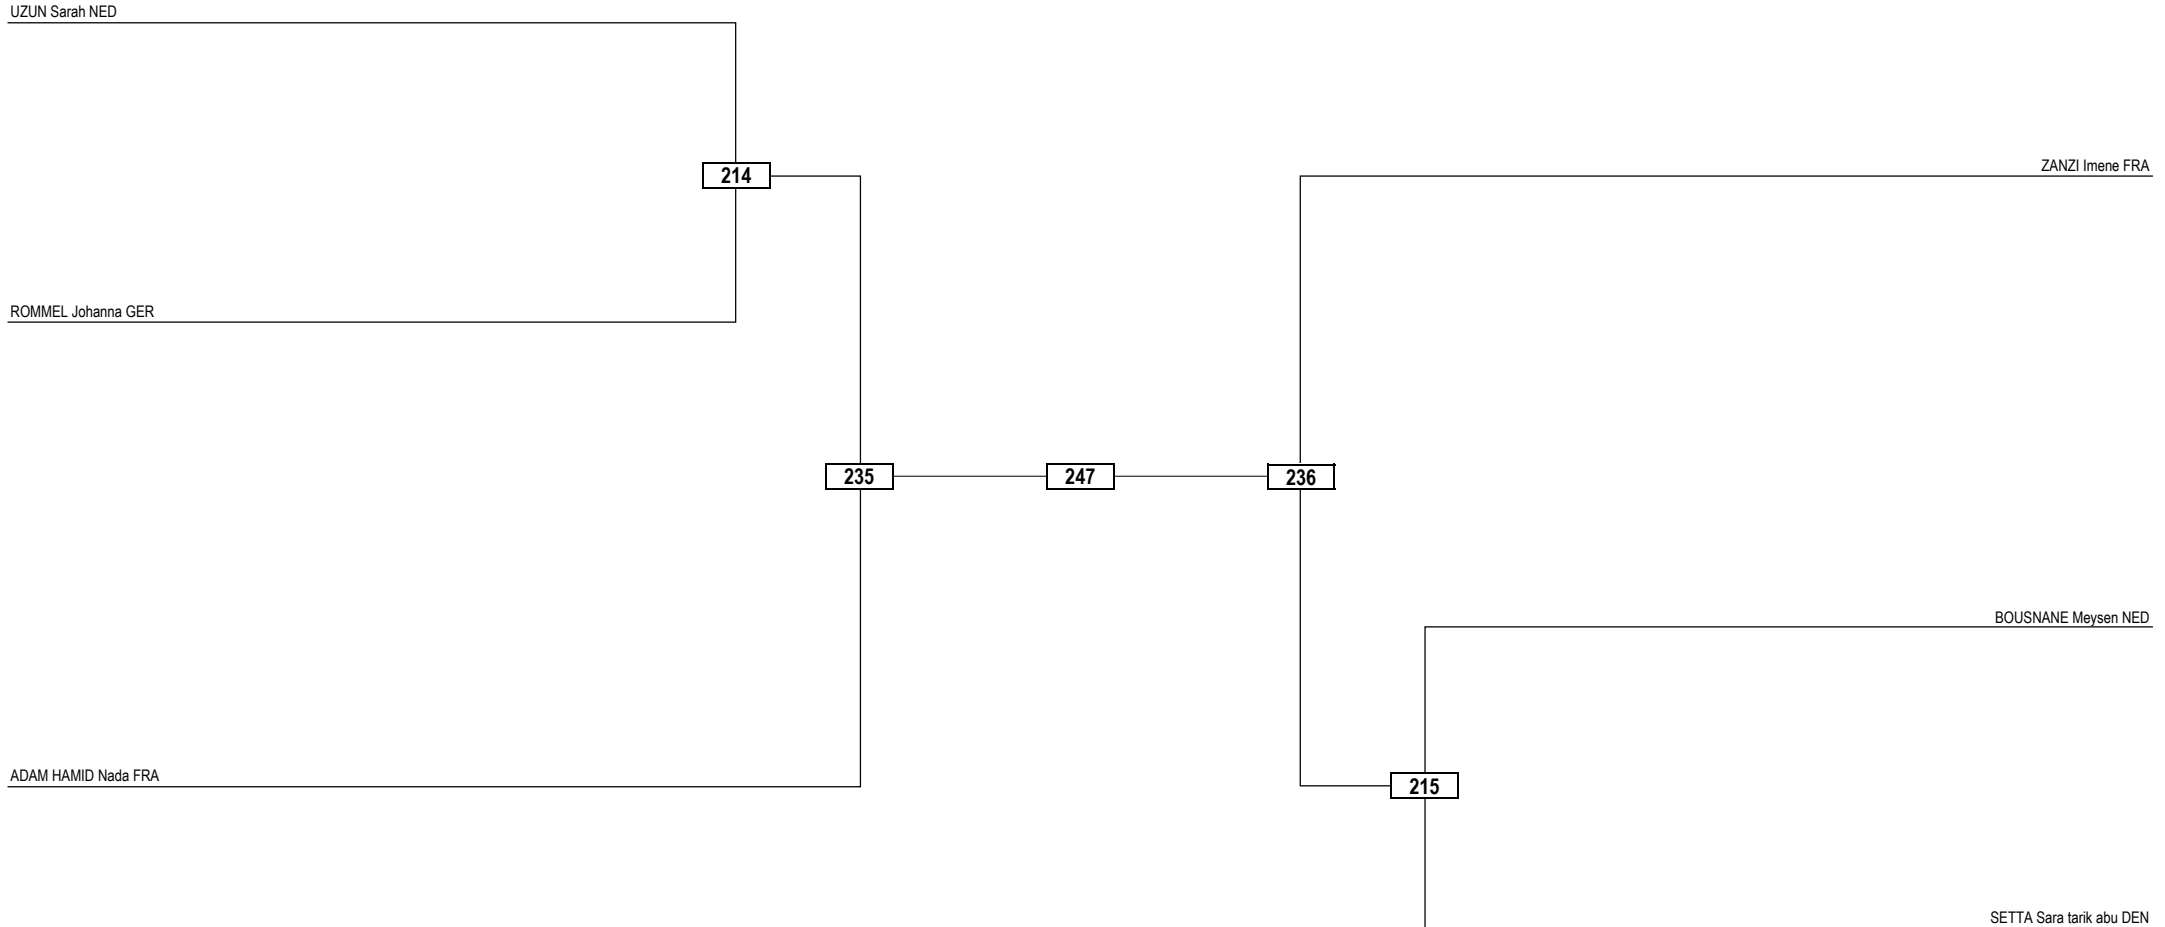 UZUN Sarah NED
214
ZANZI Imene FRA
ROMMEL Johanna GER
235
247
236
BOUSNANE Meysen NED
ADAM HAMID Nada FRA
215
SETTA Sara tarik abu DEN